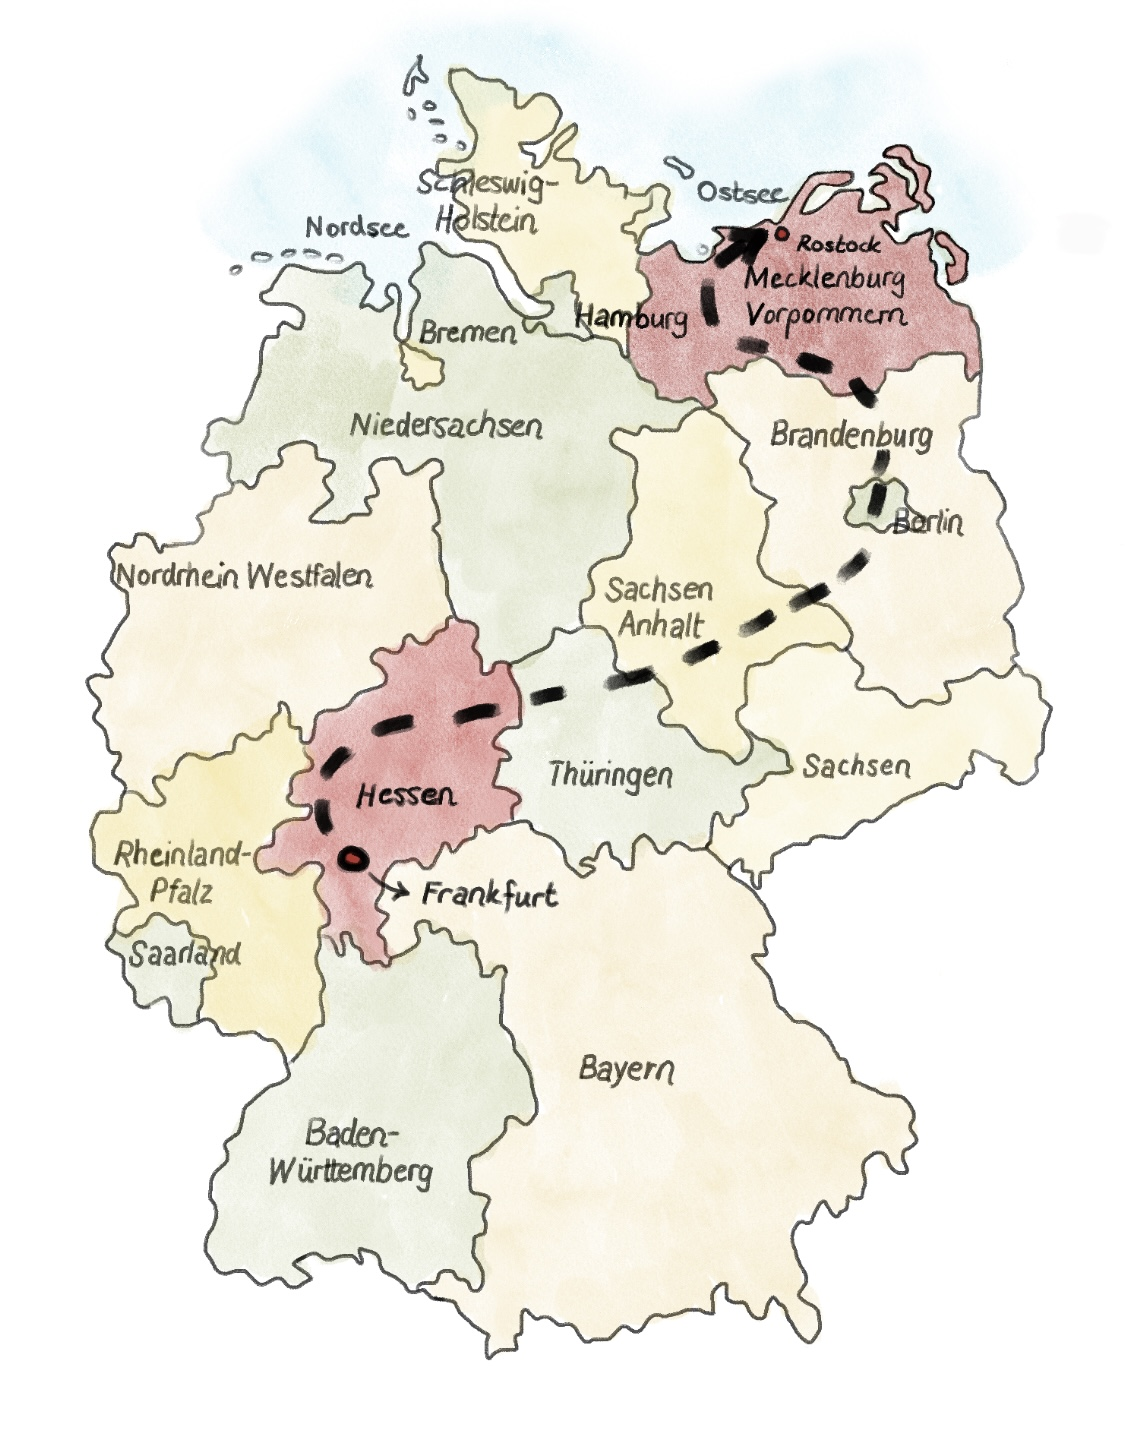 Schleswig-
Holstein
Ostsee
Nordsee
Rostock
Mecklenburg
Vorpommern
Hamburg
Bremen
Niedersachsen
Brandenburg
Berlin
Nordrhein Westfalen
Sachsen
Anhalt
Hessen
Thüringen
Sachsen
Rheinland-
Pfalz
Frankfurt
Saarland
Bayern
Baden-
Württemberg